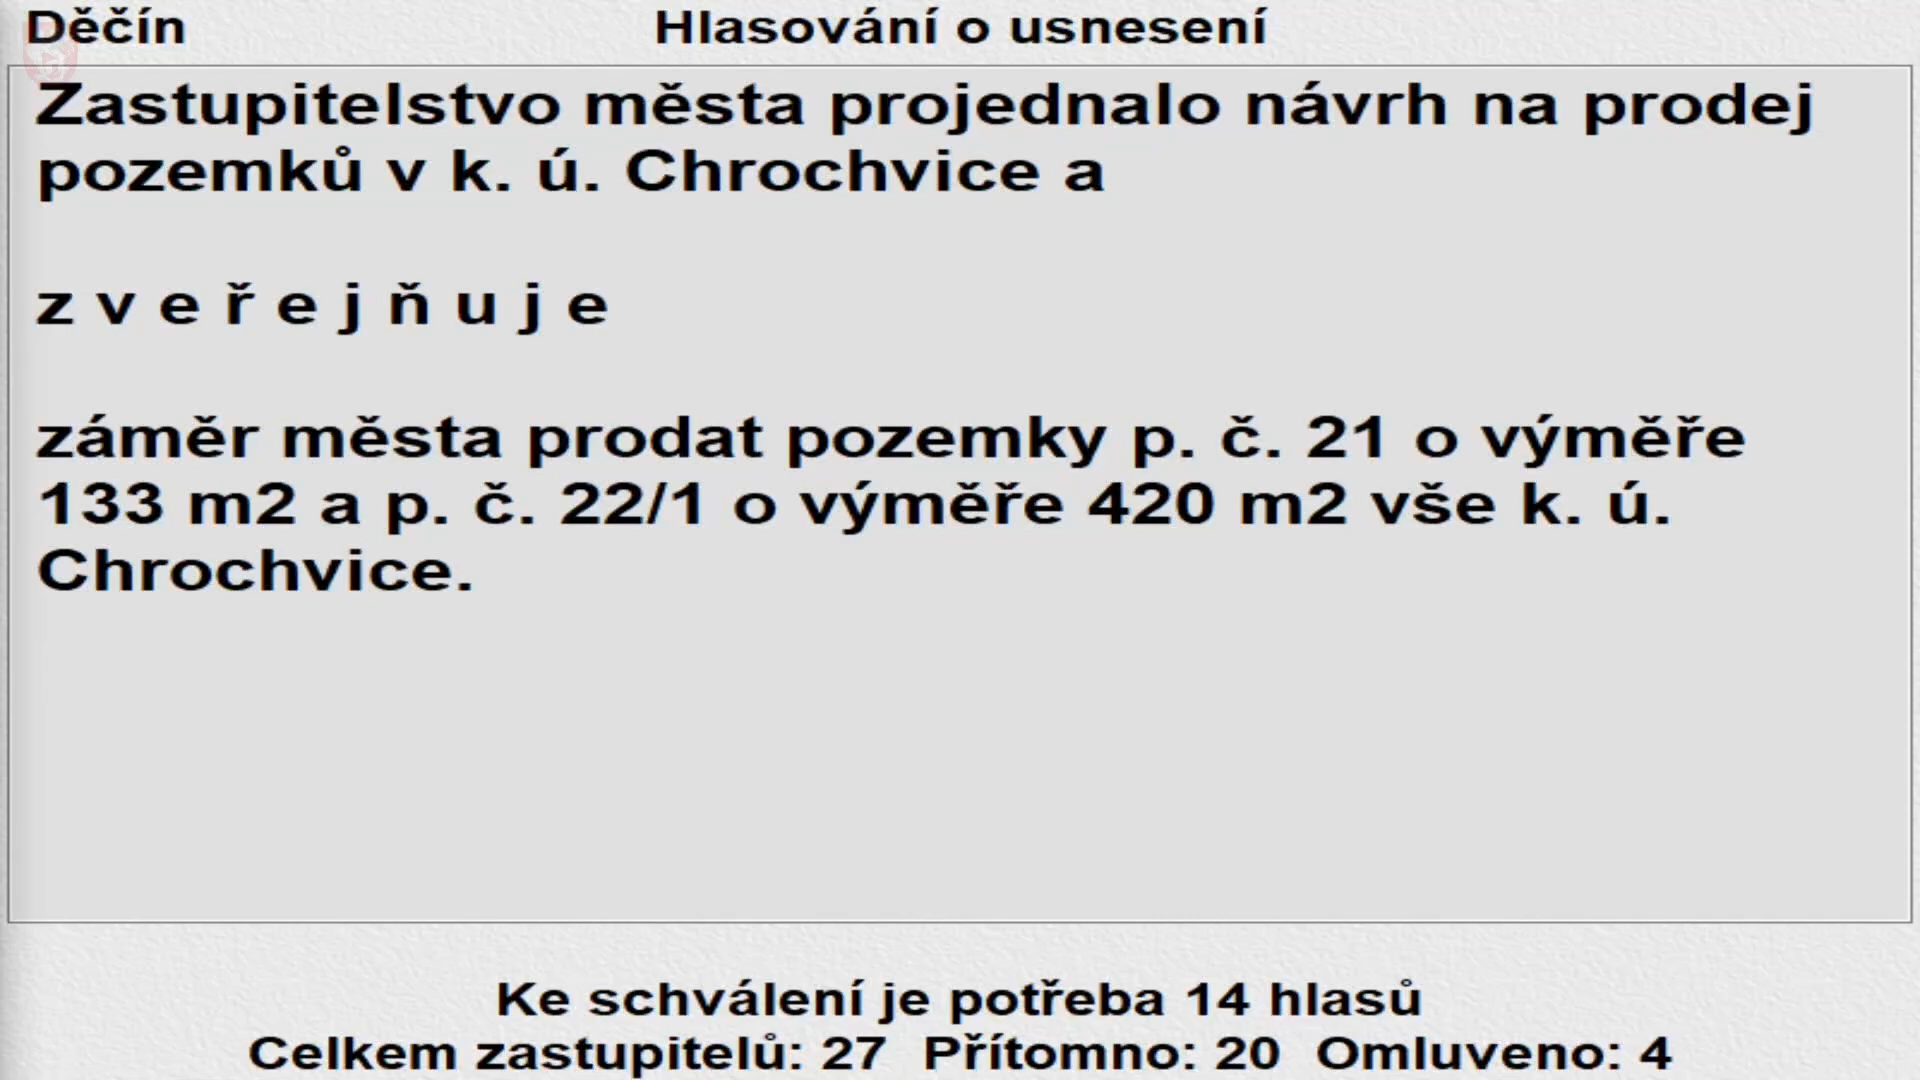 Děčín
Hlasování o usnesení
Zastupitelstvo města projednalo návrh na prodej
pozemků v k. ú. Chrochvice a
z v e ř e j ň u j e
záměr města prodat pozemky p. č. 21 o výměře
133 m2 a p. č. 22/1 o výměře 420 m2 vše k. ú.
Chrochvice.
Ke schválení je potřeba 14 hlasů
Celkem zastupitelů: 27 Přítomno: 20 Omluveno: 4